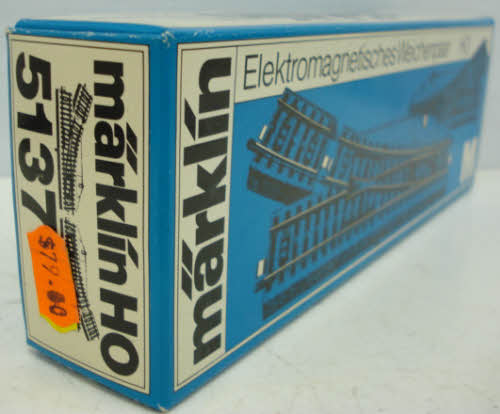 märklin HO
5137
$79.00
märklin
Elektromagnetisches Weichenpaar HO